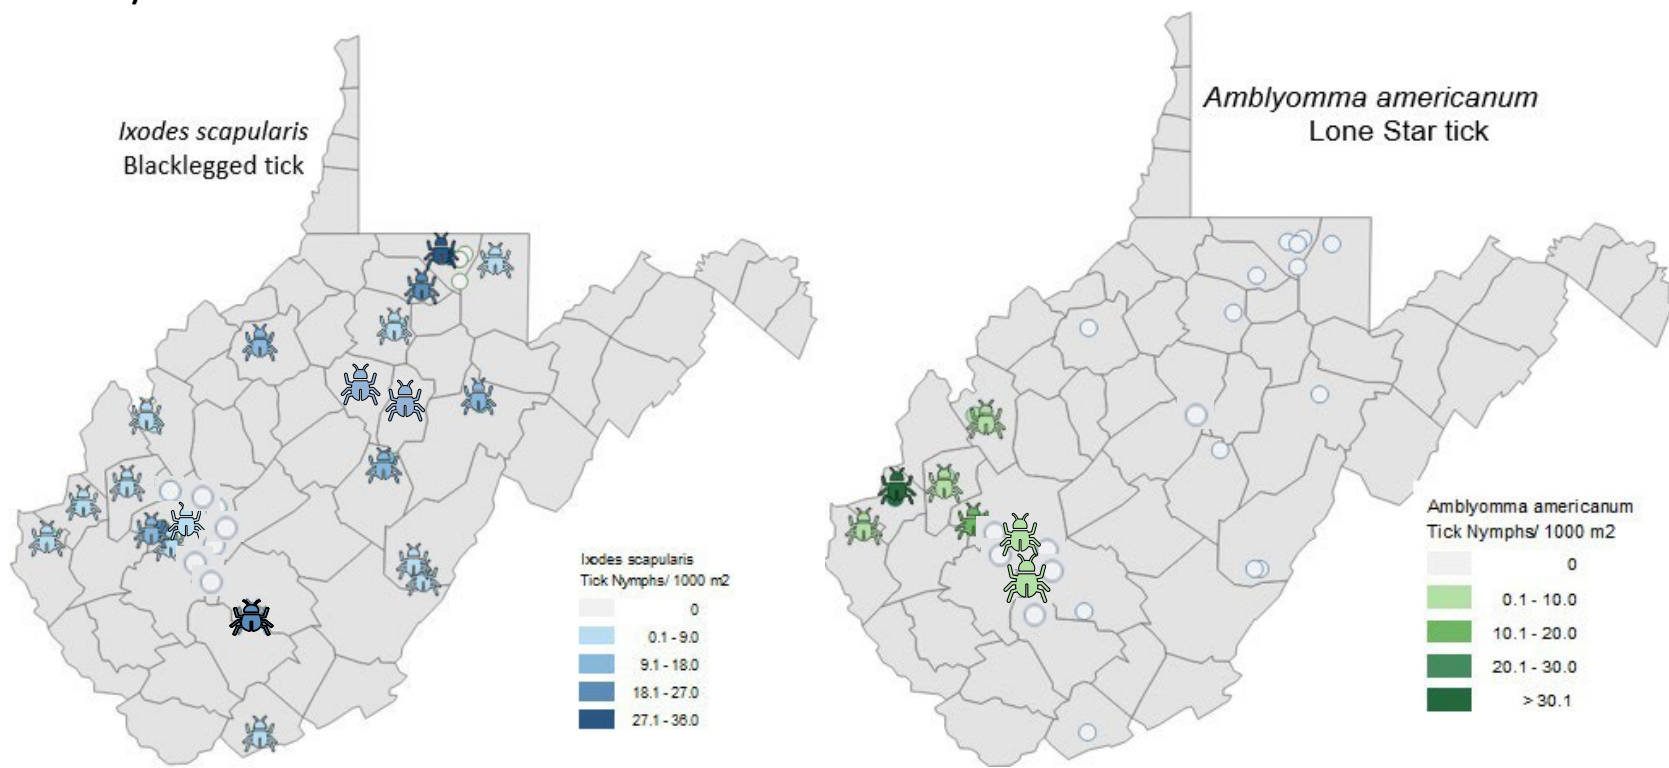 Ixodes scapularis
Blacklegged tick
Amblyomma americanum
Lone Star tick
Ixodes scapularis
Tick Nymphs/ 1000 m2
0
0.1 - 9.0
9.1 - 18.0
18.1 - 27.0
27.1 - 36.0
Amblyomma americanum
Tick Nymphs/ 1000 m2
0
0.1 - 10.0
10.1 - 20.0
20.1 - 30.0
> 30.1